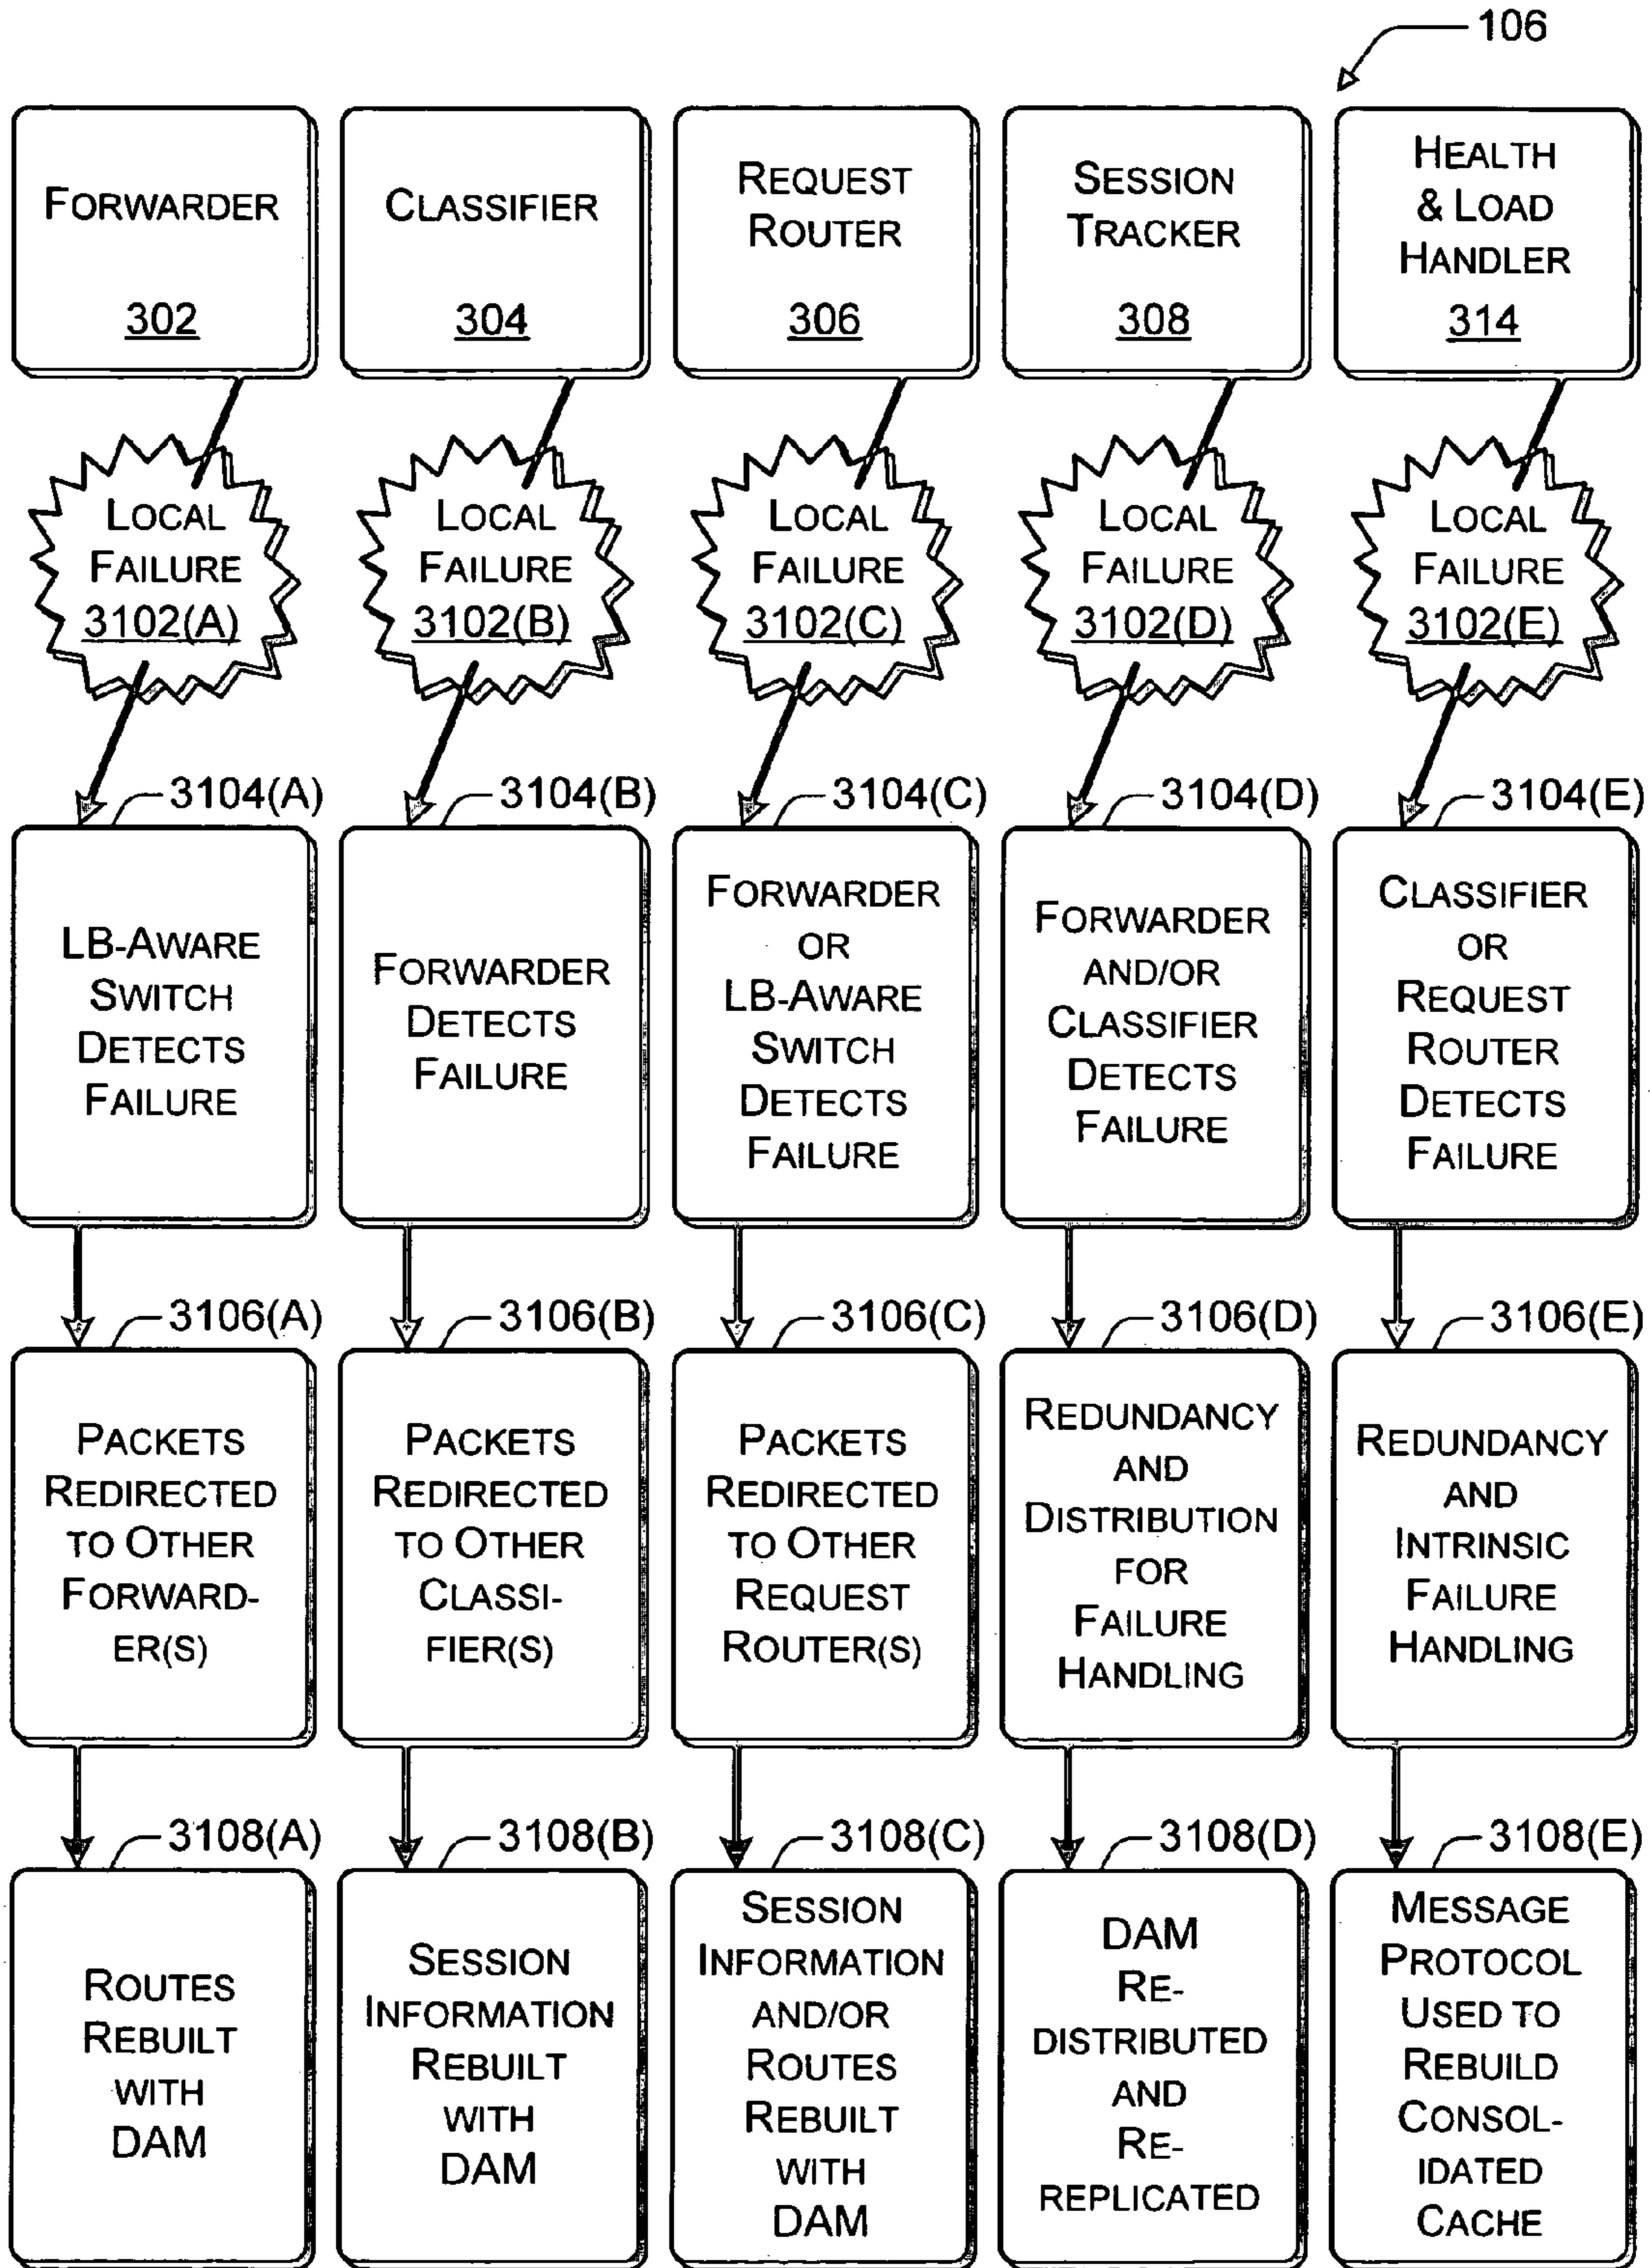 106
FORWARDER
302
CLASSIFIER
304
REQUEST
ROUTER
306
SESSION
TRACKER
308
HEALTH
& LOAD
HANDLER
314
LOCAL
FAILURE
3102(A)
LOCAL
FAILURE
3102(B)
LOCAL
FAILURE
3102(C)
LOCAL
FAILURE
3102(D)
LOCAL
FAILURE
3102(E)
3104(A)
LB-AWARE
SWITCH
DETECTS
FAILURE
3104(B)
FORWARDER
DETECTS
FAILURE
3104(C)
FORWARDER
OR
LB-AWARE
SWITCH
DETECTS
FAILURE
3104(D)
FORWARDER
AND/OR
CLASSIFIER
DETECTS
FAILURE
3104(E)
CLASSIFIER
OR
REQUEST
ROUTER
DETECTS
FAILURE
3106(A)
PACKETS
REDIRECTED
TO OTHER
FORWARD-
ER(S)
3106(B)
PACKETS
REDIRECTED
TO OTHER
CLASSI-
FIER(S)
3106(C)
PACKETS
REDIRECTED
TO OTHER
REQUEST
ROUTER(S)
3106(D)
REDUNDANCY
AND
DISTRIBUTION
FOR
FAILURE
HANDLING
3106(E)
REDUNDANCY
AND
INTRINSIC
FAILURE
HANDLING
3108(A)
ROUTES
REBUILT
WITH
DAM
3108(B)
SESSION
INFORMATION
REBUILT
WITH
DAM
3108(C)
SESSION
INFORMATION
AND/OR
ROUTES
REBUILT
WITH
DAM
3108(D)
DAM
RE-
DISTRIBUTED
AND
RE-
REPLICATED
3108(E)
MESSAGE
PROTOCOL
USED TO
REBUILD
CONSOL-
IDATED
CACHE